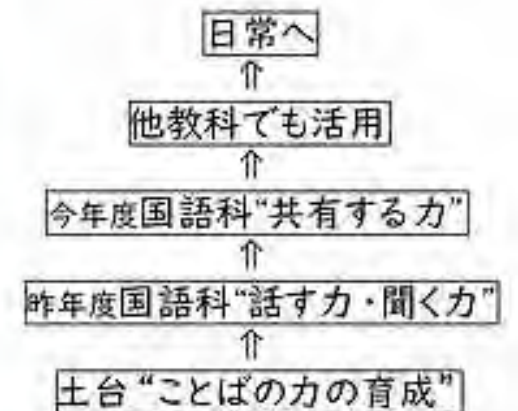 日常へ
⇑
他教科でも活用
⇑
今年度国語科“共有する力”
⇑
昨年度国語科“話す力・聞く力”
⇑
土台“ことばの力の育成”